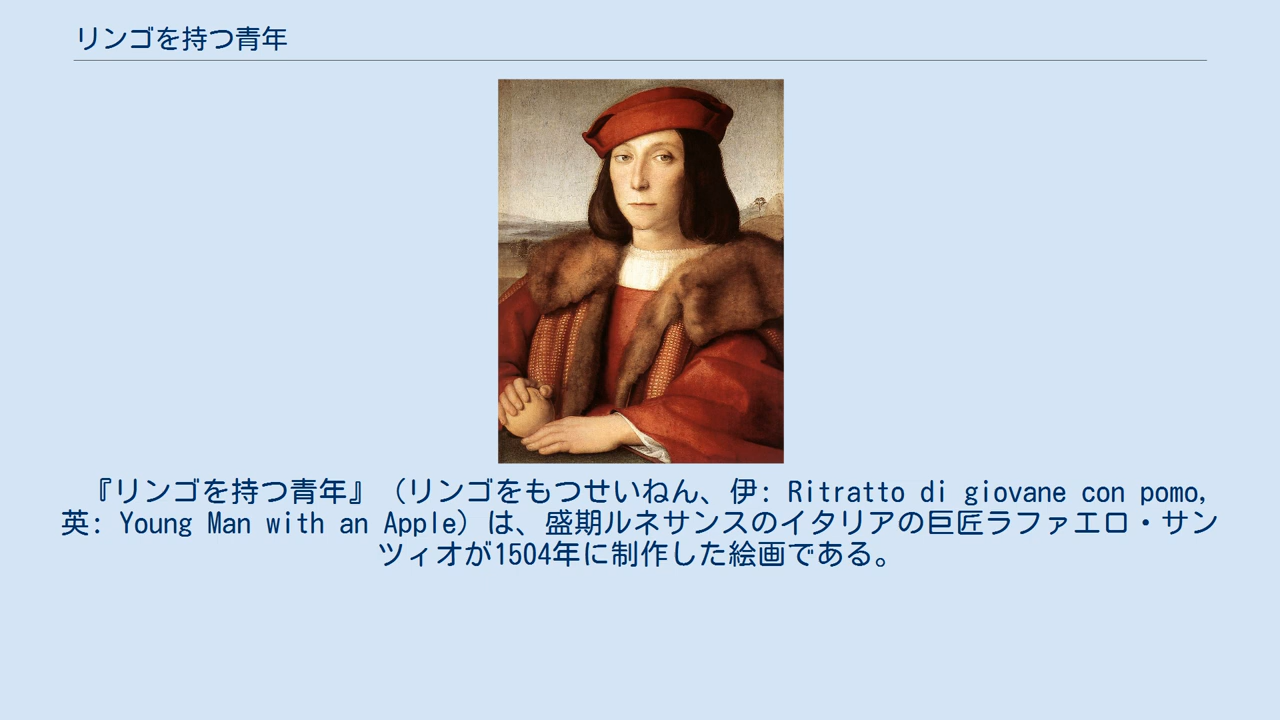 リンゴを持つ青年
『リンゴを持つ青年』（リンゴをもつせいねん、伊: Ritratto di giovane con pomo,
英: Young Man with an Apple）は、盛期ルネサンスのイタリアの巨匠ラファエロ・サン
ツィオが1504年に制作した絵画である。